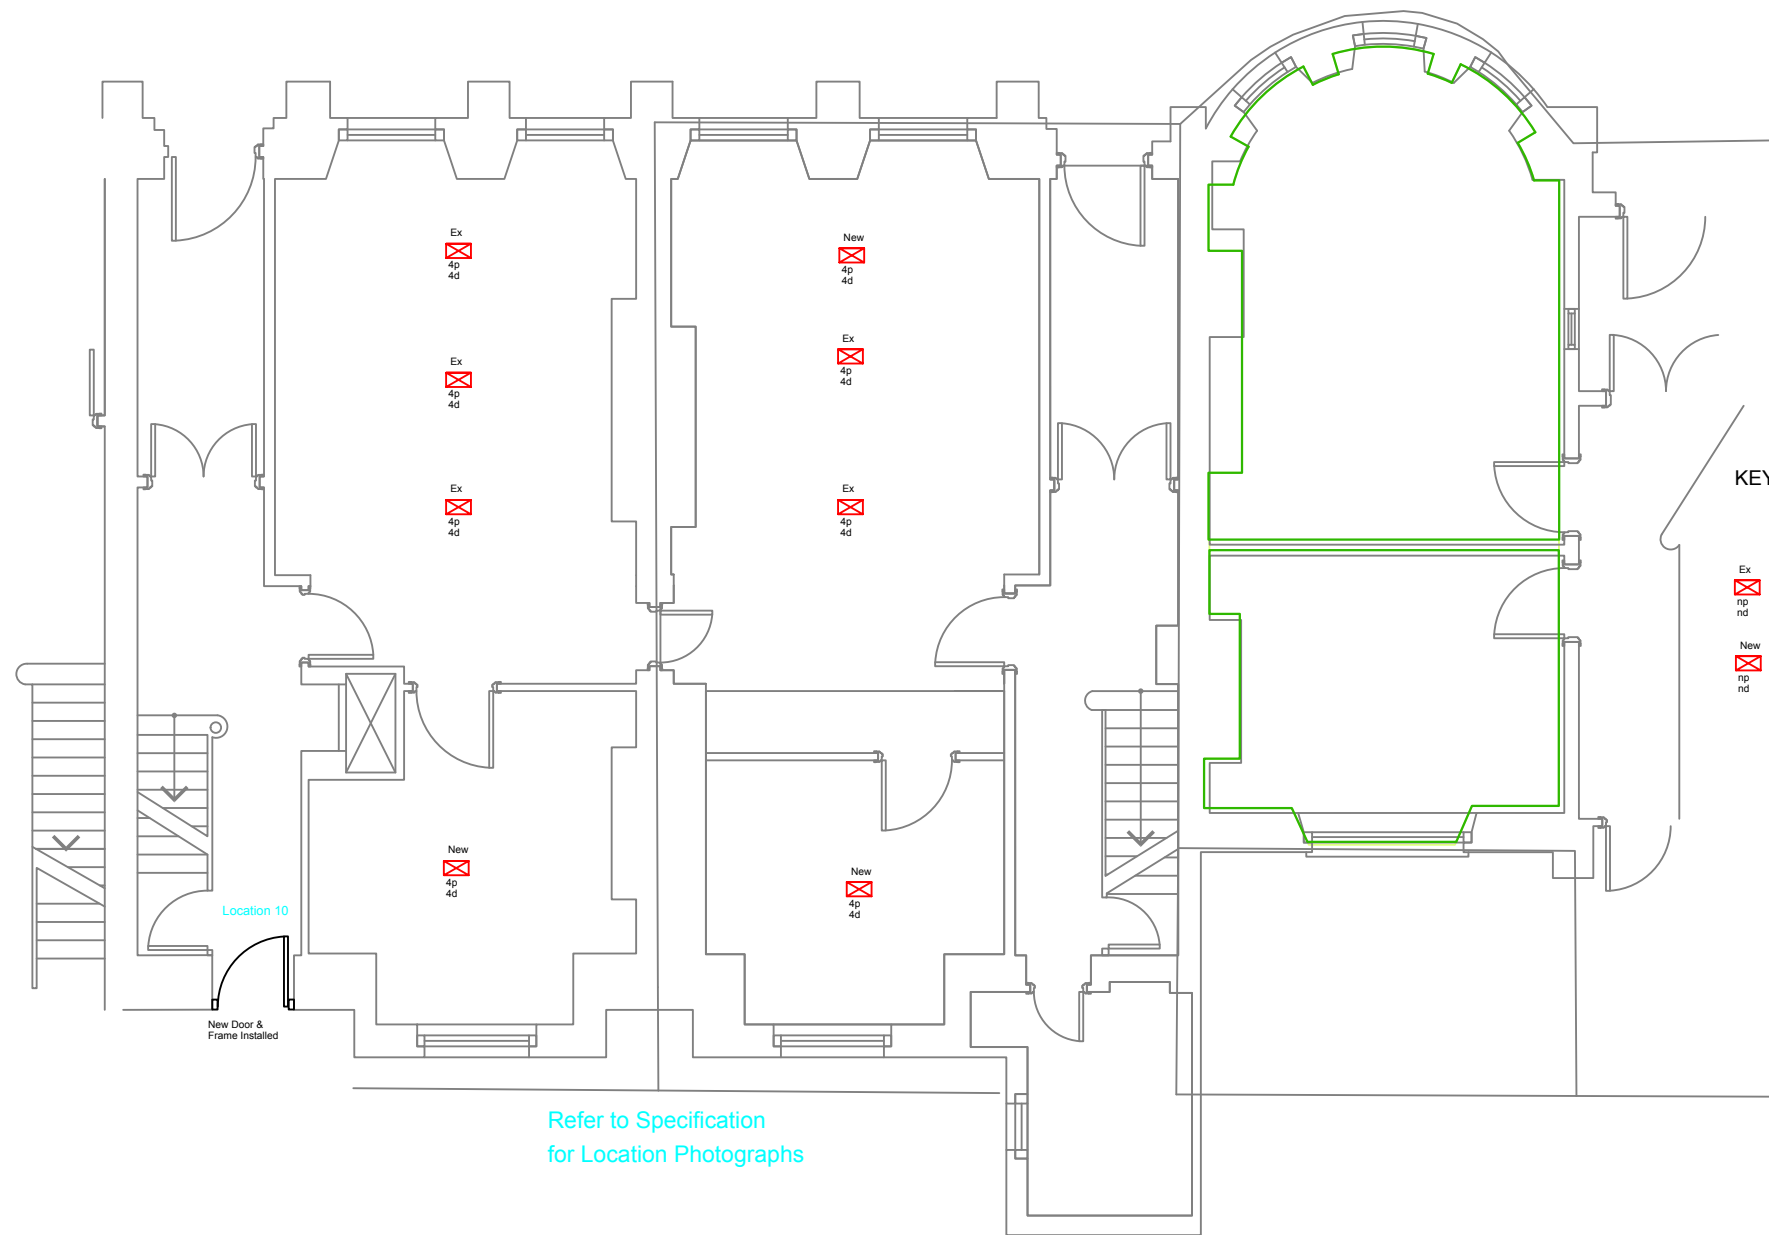 Ex
4p
4d
New
4p
4d
Ex
4p
4d
Ex
4p
4d
Ex
4p
4d
Ex
4p
4d
KEY
Ex
np
nd
New
np
nd
New
4p
4d
New
4p
4d
Location 10
New Door &
Frame Installed
Refer to Specification
for Location Photographs